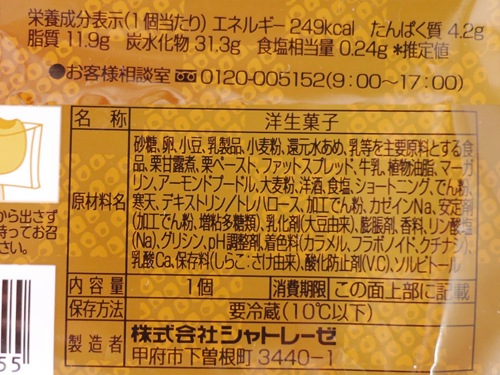 栄養成分表示(1個当たり) エネルギー 249kcal たんぱく質 4.2g
脂質 11.9g 炭水化物 31.3g 食塩相当量 0.24g *推定値
●お客様相談室 0120-005152(9:00〜17:00)
名称 洋生菓子
原材料名 砂糖、卵、小豆、乳製品、小麦粉、還元水あめ、乳等を主要原料とする食
品、栗甘露煮、栗ペースト、ファットスプレッド、牛乳、植物油脂、マーガ
リン、アーモンドプードル、大麦粉、洋酒、食塩、ショートニング、でん粉、
寒天、デキストリン/トレハロース、加工でん粉、カゼインNa、安定剤
(加工でん粉、増粘多糖類)、乳化剤(大豆由来)、膨脹剤、香料、リン酸塩
(Na)、グリシン、pH調整剤、着色料(カラメル、フラボノイド、クチナシ)、
乳酸Ca、保存料(しらこ:さけ由来)、酸化防止剤(V.C)、ソルビトール
内容量 1個 消費期限 この面上部に記載
保存方法 要冷蔵(10℃以下)
製造者 株式会社シャトレーゼ
甲府市下曽根町 3440-1
から出さず
持ってお召
さい。
55